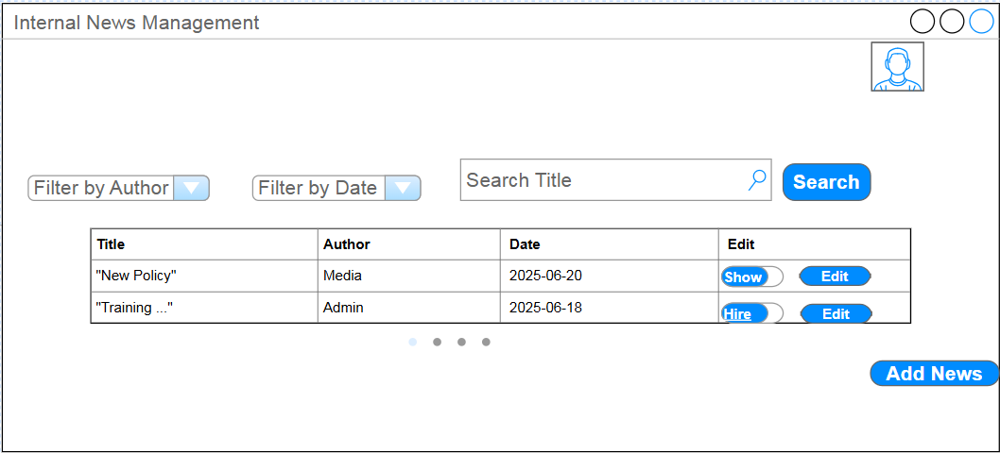 Internal News Management
Filter by Author
Filter by Date
Search Title
Search
Title Author Date Edit
"New Policy" Media 2025-06-20 Show Edit
"Training ..." Admin 2025-06-18 Hire Edit
Add News